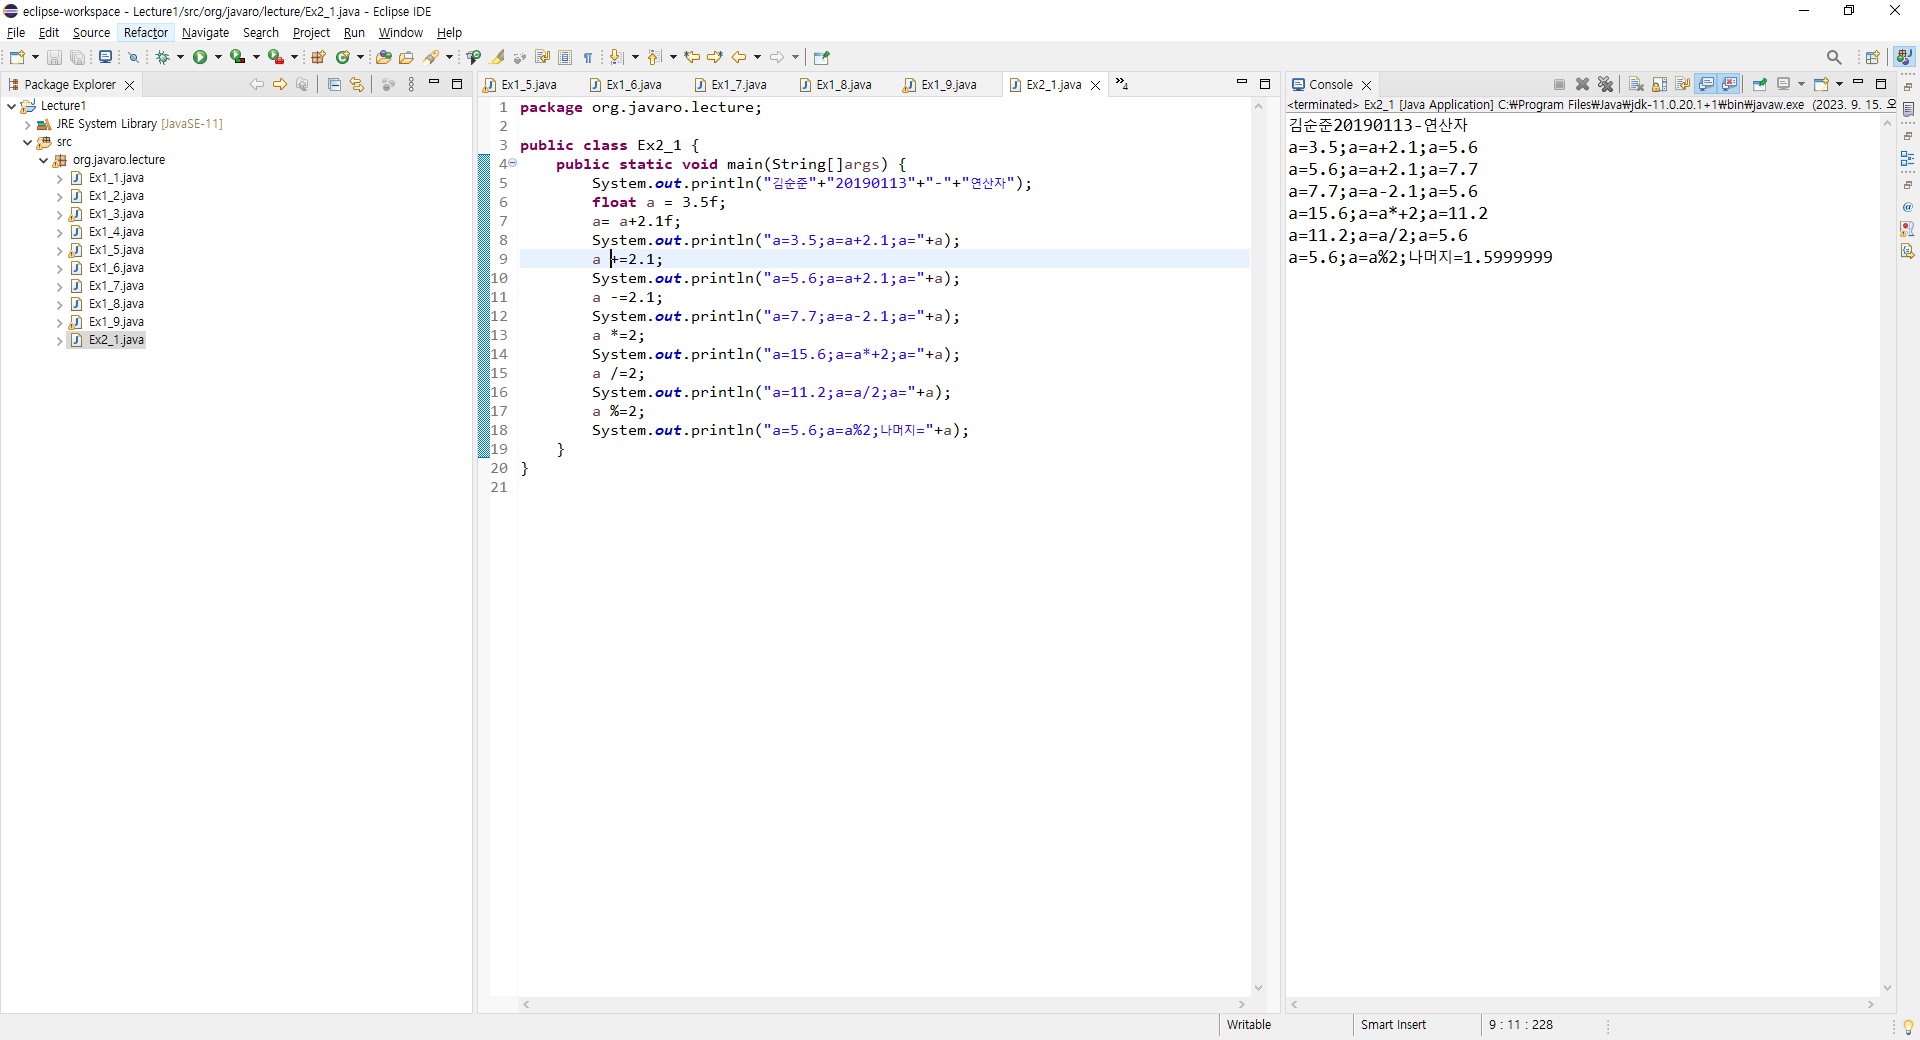 eclipse-workspace - Lecture1/src/org/javaro/lecture/Ex2_1.java - Eclipse IDE
File Edit Source Refactor Navigate Search Project Run Window Help
Package Explorer
Lecture1
JRE System Library [JavaSE-11]
src
org.javaro.lecture
Ex1_1.java
Ex1_2.java
Ex1_3.java
Ex1_4.java
Ex1_5.java
Ex1_6.java
Ex1_7.java
Ex1_8.java
Ex1_9.java
Ex2_1.java
Ex1_5.java Ex1_6.java Ex1_7.java Ex1_8.java Ex1_9.java Ex2_1.java »4
1 package org.javaro.lecture;
2
3 public class Ex2_1 {
4 public static void main(String[]args) {
5 System.out.println("김순준"+"20190113"+"-"+"연산자");
6 float a = 3.5f;
7 a= a+2.1f;
8 System.out.println("a=3.5;a=a+2.1;a="+a);
9 a +=2.1;
10 System.out.println("a=5.6;a=a+2.1;a="+a);
11 a -=2.1;
12 System.out.println("a=7.7;a=a-2.1;a="+a);
13 a *=2;
14 System.out.println("a=15.6;a=a*+2;a="+a);
15 a /=2;
16 System.out.println("a=11.2;a=a/2;a="+a);
17 a %=2;
18 System.out.println("a=5.6;a=a%2;나머지="+a);
19 }
20 }
21
Console
<terminated> Ex2_1 [Java Application] C:₩Program Files₩Java₩jdk-11.0.20.1+1₩bin₩javaw.exe (2023. 9. 15. 오
김순준20190113-연산자
a=3.5;a=a+2.1;a=5.6
a=5.6;a=a+2.1;a=7.7
a=7.7;a=a-2.1;a=5.6
a=15.6;a=a*+2;a=11.2
a=11.2;a=a/2;a=5.6
a=5.6;a=a%2;나머지=1.5999999
Writable Smart Insert 9 : 11 : 228